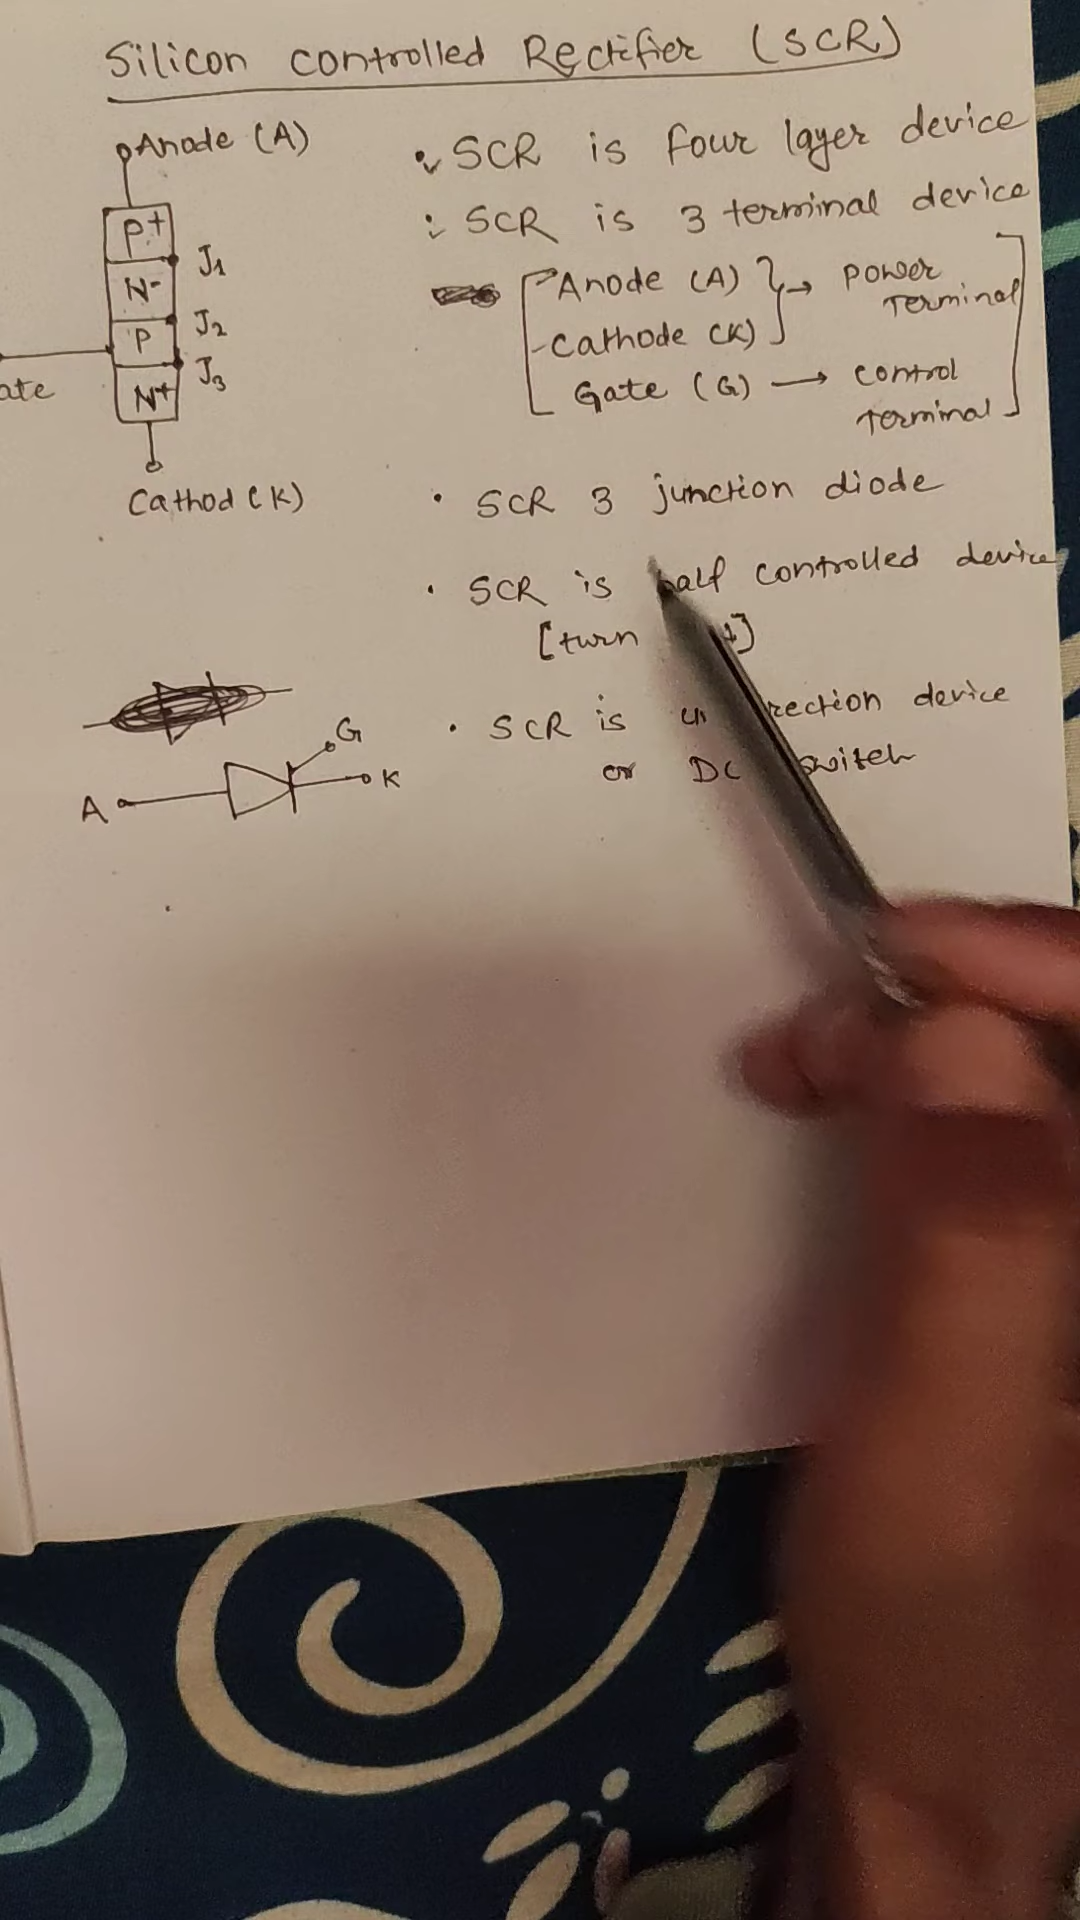 Silicon controlled Rectifier (SCR)
Anode (A)
P+
J1
N-
J2
P
J3
ate
N+
Cathod (K)
• SCR is four layer device
: SCR is 3 terminal device
Anode (A) } → power terminal
- Cathode (K)
Gate (G) → control terminal
• SCR 3 junction diode
• SCR is half controlled device
[turn
• SCR is
rection device
or DC switch
G
A
K